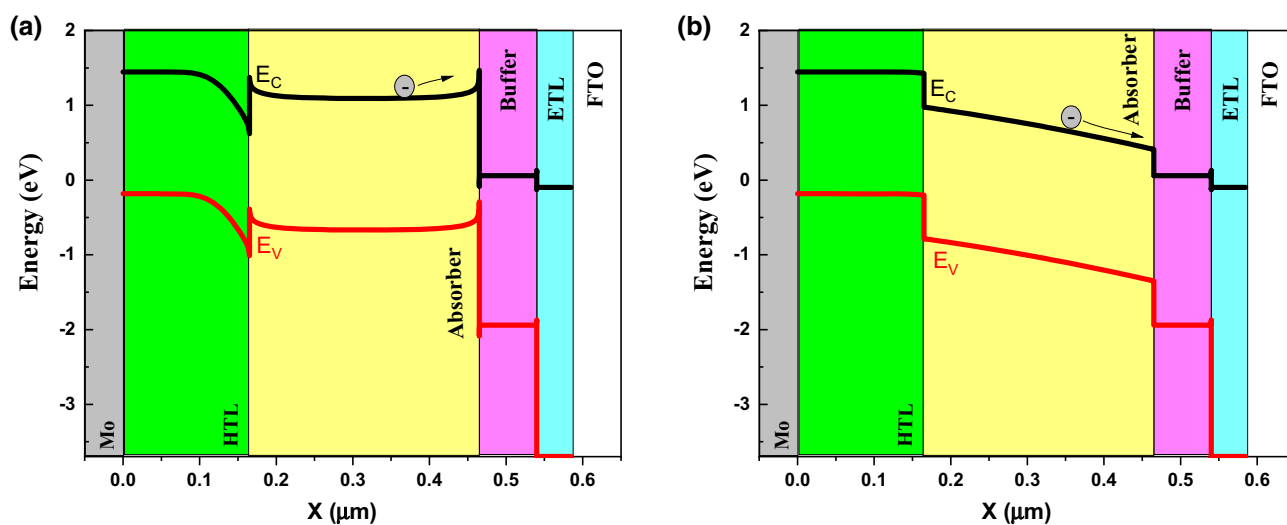 (a)
2
1
0
-1
-2
-3
Energy (eV)
Mo
HTL
E_C
E_V
-
Absorber
Buffer
ETL
FTO
0.0 0.1 0.2 0.3 0.4 0.5 0.6
X (μm)
(b)
2
1
0
-1
-2
-3
Energy (eV)
Mo
HTL
E_C
E_V
-
Absorber
Buffer
ETL
FTO
0.0 0.1 0.2 0.3 0.4 0.5 0.6
X (μm)